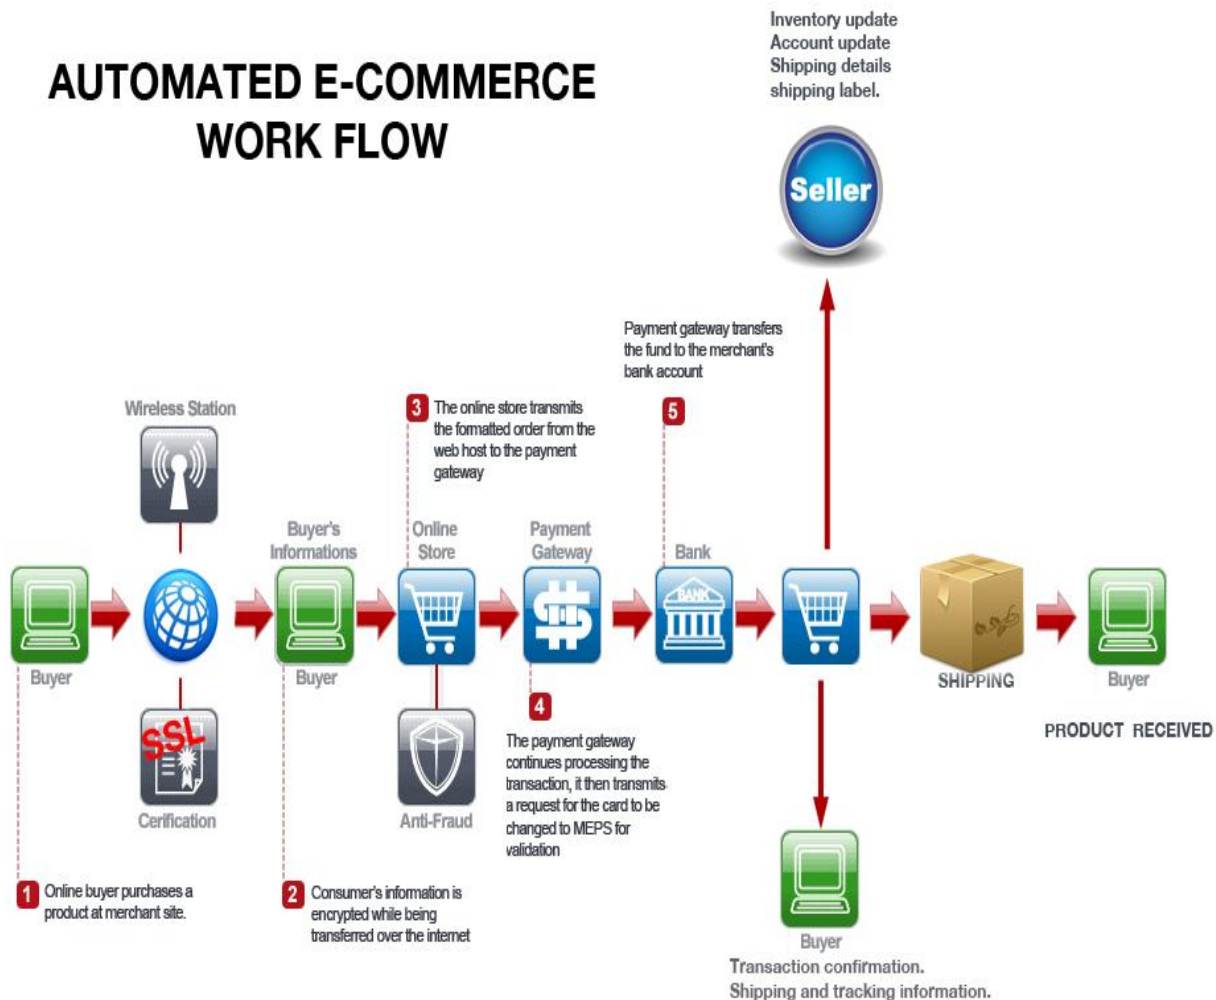 AUTOMATED E-COMMERCE
WORK FLOW
Inventory update
Account update
Shipping details
shipping label.
Seller
Payment gateway transfers
the fund to the merchant's
bank account
5
3
The online store transmits
the formatted order from the
web host to the payment
gateway
Wireless Station
Buyer's
Informations
Online
Store
Payment
Gateway
Bank
BANK
Buyer
Buyer
SHIPPING
Buyer
PRODUCT RECEIVED
SSL
Cerification
Anti-Fraud
4
The payment gateway
continues processing the
transaction, it then transmits
a request for the card to be
changed to MEPS for
validation
1
Online buyer purchases a
product at merchant site.
2
Consumer's information is
encrypted while being
transferred over the internet
Buyer
Transaction confirmation.
Shipping and tracking information.